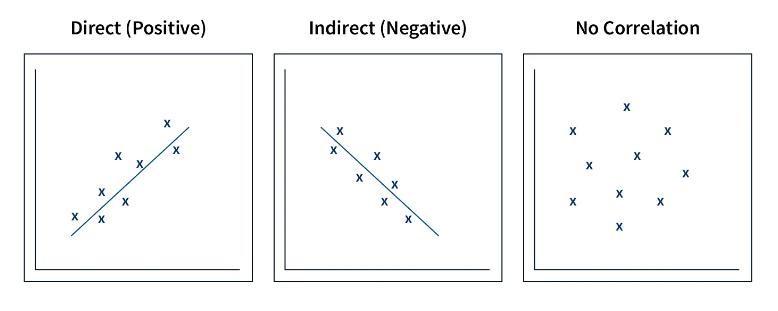 Direct (Positive)
Indirect (Negative)
No Correlation